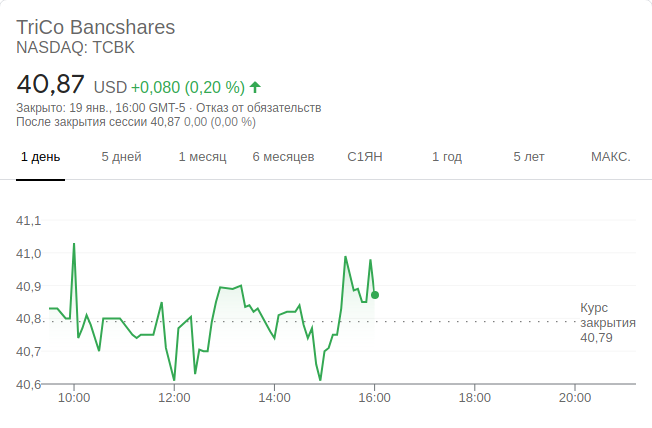 TriCo Bancshares
NASDAQ: TCBK
40,87 USD +0,080 (0,20 %)
Закрыто: 19 янв., 16:00 GMT-5 · Отказ от обязательств
После закрытия сессии 40,87 0,00 (0,00 %)
1 день 5 дней 1 месяц 6 месяцев С1ЯН 1 год 5 лет МАКС.
41,1
41,0
40,9
40,8
40,7
40,6
Курс
закрытия
40,79
10:00 12:00 14:00 16:00 18:00 20:00